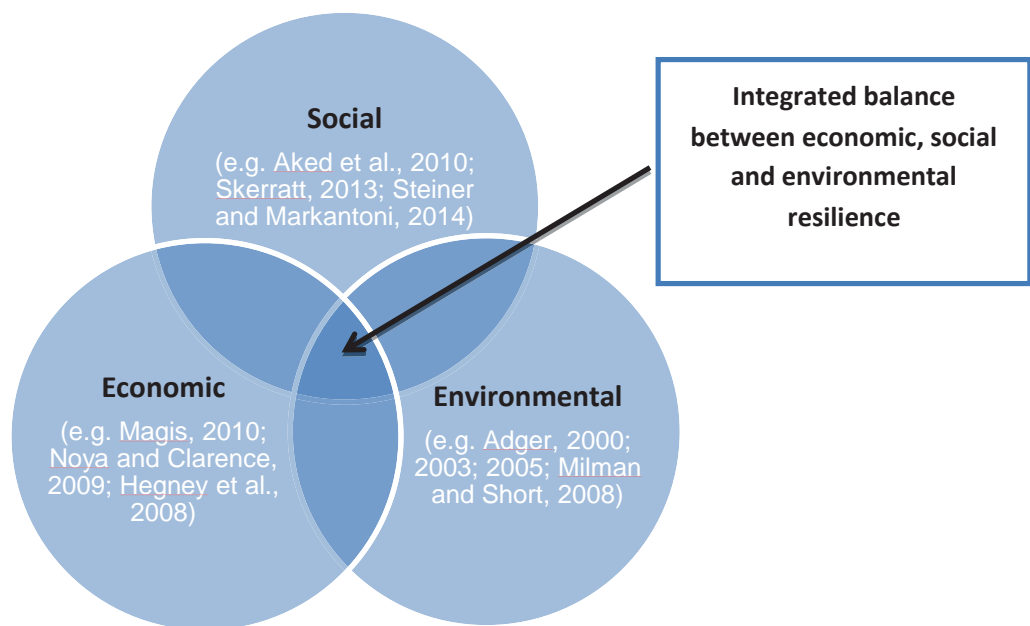 Social
(e.g. Aked et al., 2010;
Skerratt, 2013; Steiner
and Markantoni, 2014)
Integrated balance
between economic, social
and environmental
resilience
Economic
(e.g. Magis, 2010;
Noya and Clarence,
2009; Hegney et al.,
2008)
Environmental
(e.g. Adger, 2000;
2003; 2005; Milman
and Short, 2008)